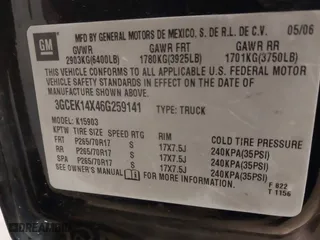 GM
MFD BY GENERAL MOTORS DE MEXICO, S. DE R.L. DE C.V. 05/06
GVWR GAWR FRT GAWR RR
2903KG(6400LB) 1780KG(3925LB) 1701KG(3750LB)
THIS VEHICLE CONFORMS TO ALL APPLICABLE U.S. FEDERAL
MOTOR VEHICLE SAFETY AND THEFT PREVENTION
STANDARDS IN EFFECT ON THE DATE OF MANUFACTURE SHOWN ABOVE.
3GCEK14X46G259141 TYPE: TRUCK
MODEL: K15903
KPTW TIRE SIZE SPEED RTG RIM COLD TIRE PRESSURE
FRT P265/70R17 S 17X7.5J 240KPA(35PSI)
RR P265/70R17 S 17X7.5J 240KPA(35PSI)
SPA P265/70R17 S 17X7.5J 240KPA(35PSI)
SEE OWNER'S MANUAL FOR MORE INFORMATION.
F 822
T 1156